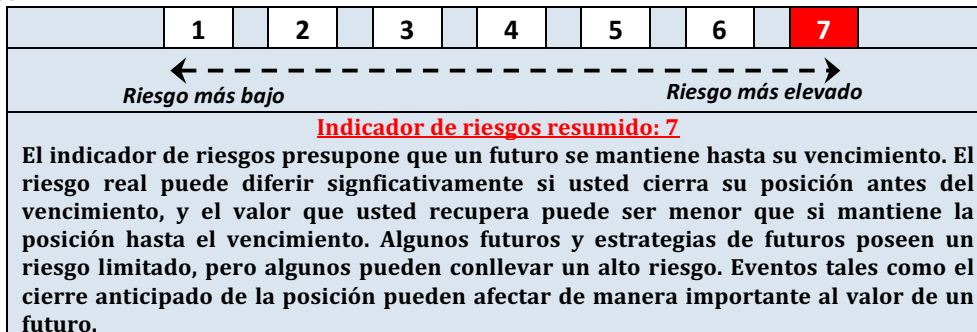 1 2 3 4 5 6 7
Riesgo más bajo Riesgo más elevado
Indicador de riesgos resumido: 7
El indicador de riesgos presupone que un futuro se mantiene hasta su vencimiento. El
riesgo real puede diferir signficativamente si usted cierra su posición antes del
vencimiento, y el valor que usted recupera puede ser menor que si mantiene la
posición hasta el vencimiento. Algunos futuros y estrategias de futuros poseen un
riesgo limitado, pero algunos pueden conllevar un alto riesgo. Eventos tales como el
cierre anticipado de la posición pueden afectar de manera importante al valor de un
futuro.